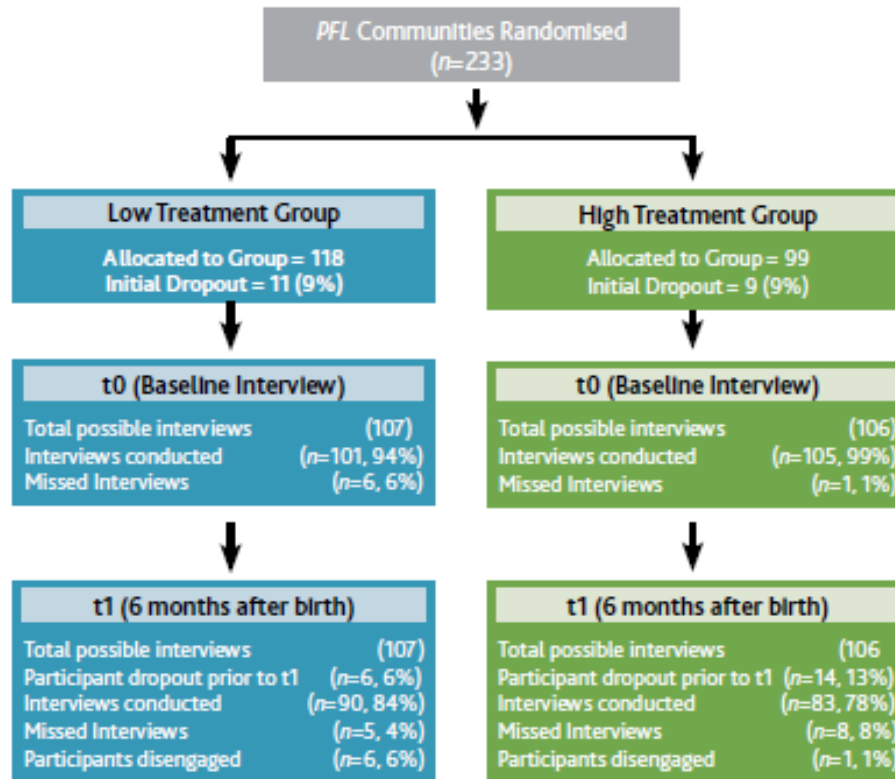 PFL Communities Randomised
(n=233)
Low Treatment Group
Allocated to Group = 118
Initial Dropout = 11 (9%)
High Treatment Group
Allocated to Group = 99
Initial Dropout = 9 (9%)
t0 (Baseline Interview)
Total possible interviews (107)
Interviews conducted (n=101, 94%)
Missed Interviews (n=6, 6%)
t0 (Baseline Interview)
Total possible interviews (106)
Interviews conducted (n=105, 99%)
Missed Interviews (n=1, 1%)
t1 (6 months after birth)
Total possible interviews (107)
Participant dropout prior to t1 (n=6, 6%)
Interviews conducted (n=90, 84%)
Missed Interviews (n=5, 4%)
Participants disengaged (n=6, 6%)
t1 (6 months after birth)
Total possible interviews (106
Participant dropout prior to t1 (n=14, 13%)
Interviews conducted (n=83, 78%)
Missed Interviews (n=8, 8%)
Participants disengaged (n=1, 1%)